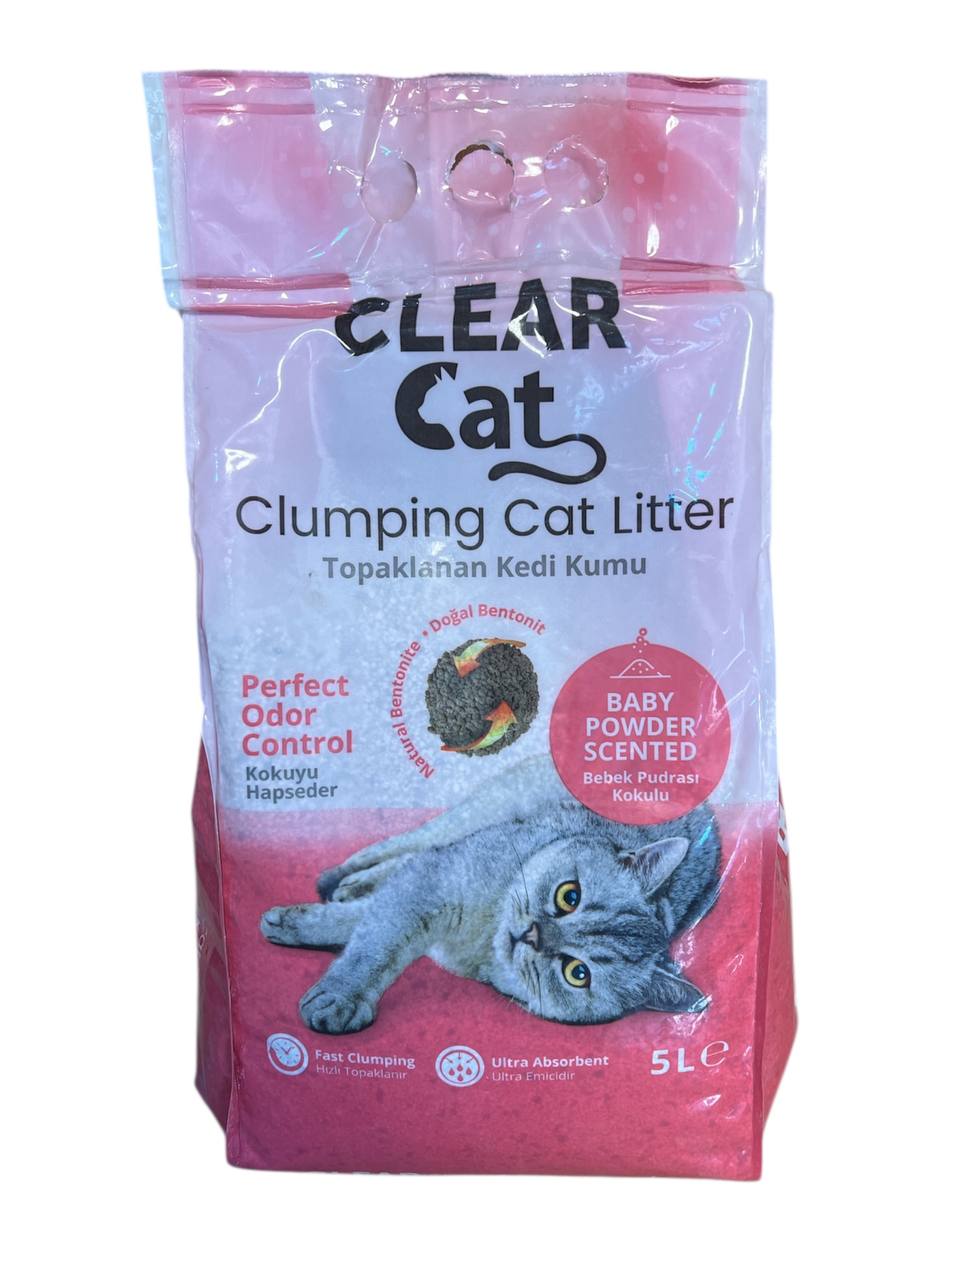 CLEAR
Cat
Clumping Cat Litter
Topaklanan Kedi Kumu
Natural Bentonite • Doğal Bentonit
Perfect
Odor
Control
Kokuyu
Hapseder
BABY
POWDER
SCENTED
Bebek Pudrası
Kokulu
Fast Clumping
Hızlı Topaklanır
Ultra Absorbent
Ultra Emicidir
5L e